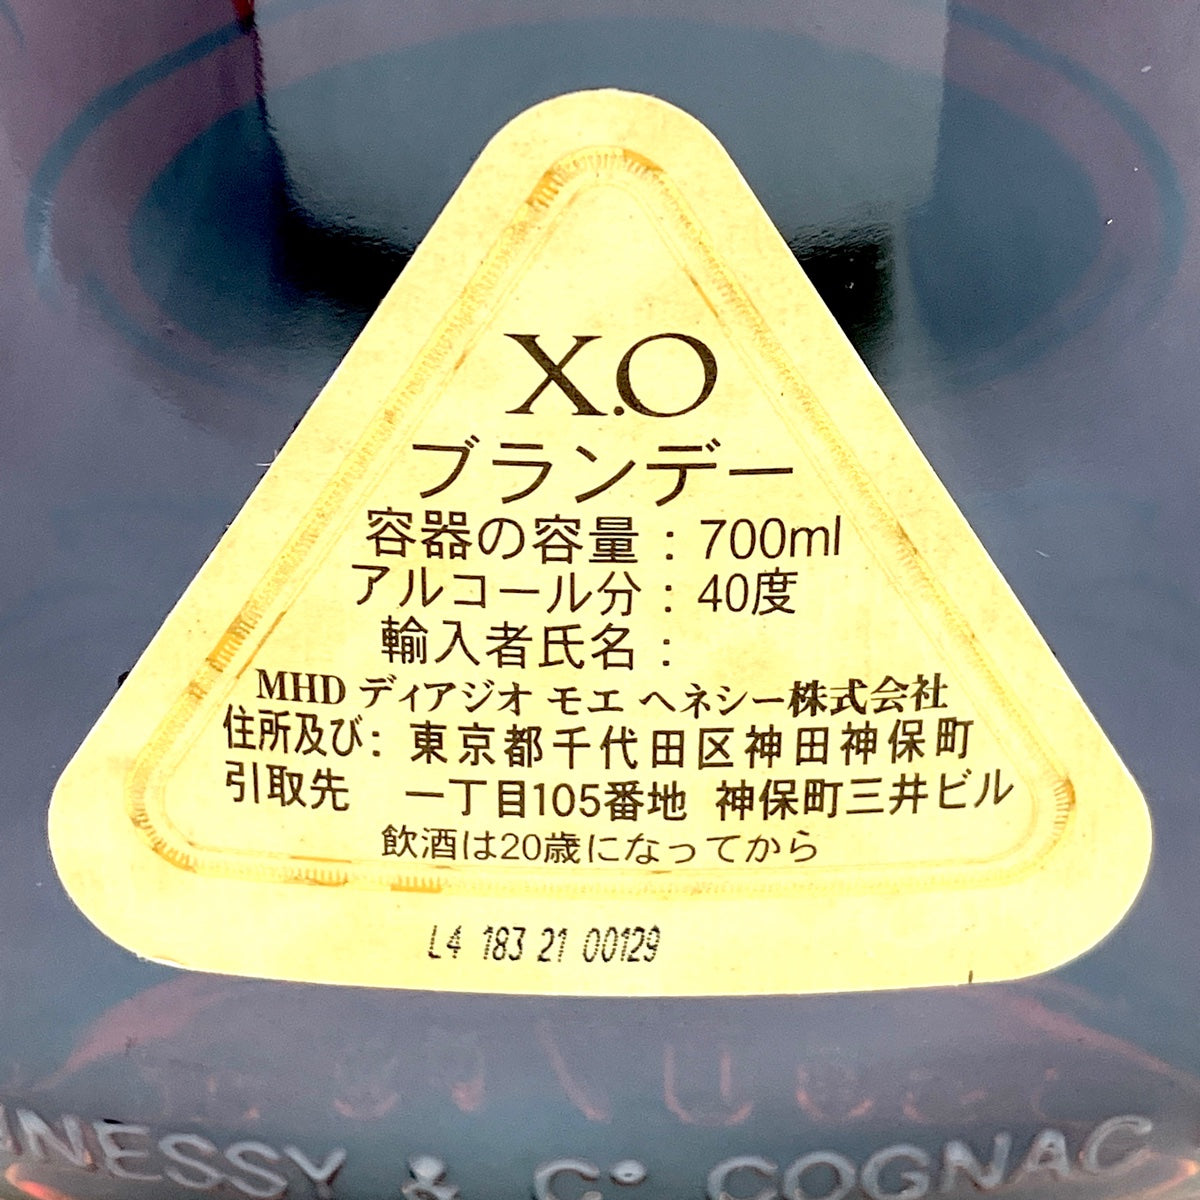 X.O
ブランデー
容器の容量：700ml
アルコール分：40度
輸入者氏名：
MHD ディアジオ モエ ヘネシー株式会社
住所及び：東京都千代田区神田神保町
引取先 一丁目105番地 神保町三井ビル
飲酒は20歳になってから
L4 183 21 00129
NNESSY & Cº COGNAC